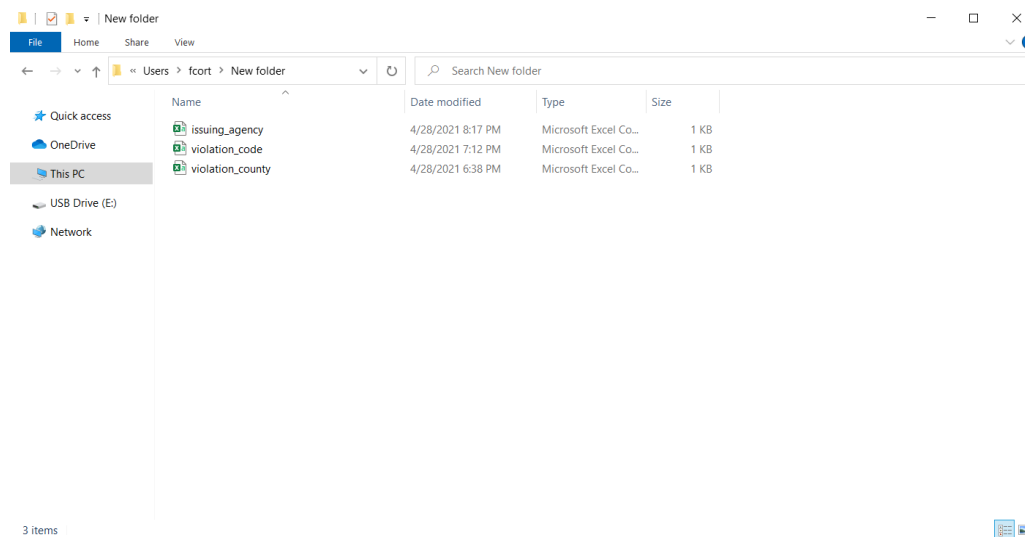 New folder
File Home Share View
« Users > fcort > New folder Search New folder
Name Date modified Type Size
Quick access
OneDrive
This PC
USB Drive (E:)
Network
issuing_agency 4/28/2021 8:17 PM Microsoft Excel Co... 1 KB
violation_code 4/28/2021 7:12 PM Microsoft Excel Co... 1 KB
violation_county 4/28/2021 6:38 PM Microsoft Excel Co... 1 KB
3 items